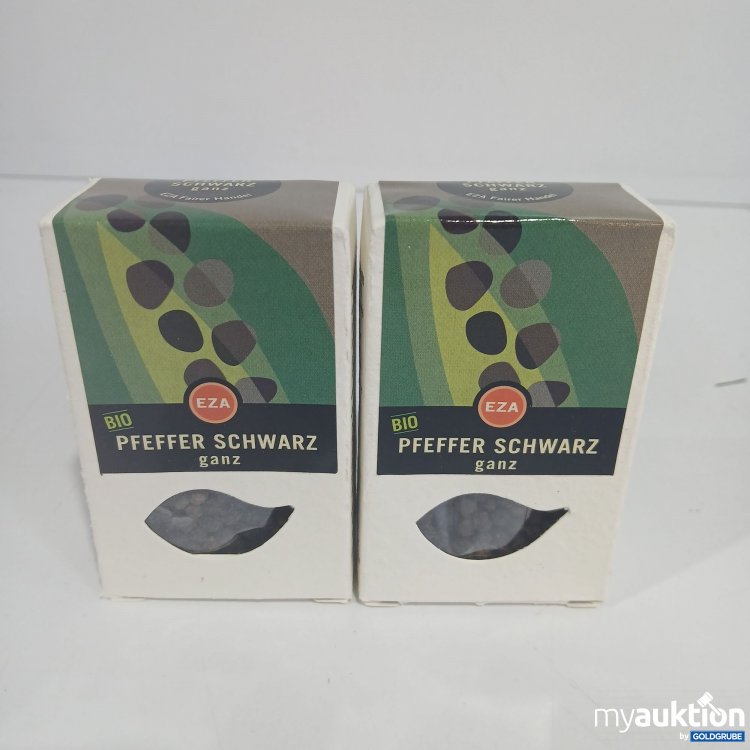 PFEFFER
SCHWARZ
ganz
EZA Fairer Handel
EZA
BIO
PFEFFER SCHWARZ
ganz
SCHWARZ
ganz
EZA Fairer Handel
EZA
BIO
PFEFFER SCHWARZ
ganz
myauktion
by GOLDGRUBE